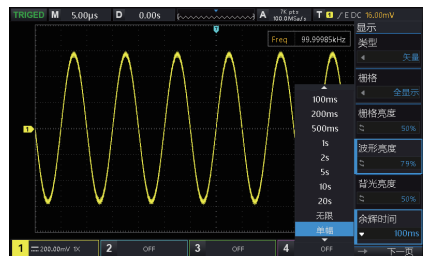 TRIGED M 5.00μs D 0.00s A 7K pts 100.0MSa/s T 1 / E DC 16.00mV
Freq 99.99985kHz
显示
类型
矢量
栅格
全显示
栅格亮度
50%
波形亮度
79%
背光亮度
50%
余辉时间
100ms
下一页
100ms
200ms
500ms
1s
2s
5s
10s
20s
无限
单幅
1
1 200.00mV 1X 2 OFF 3 OFF 4 OFF